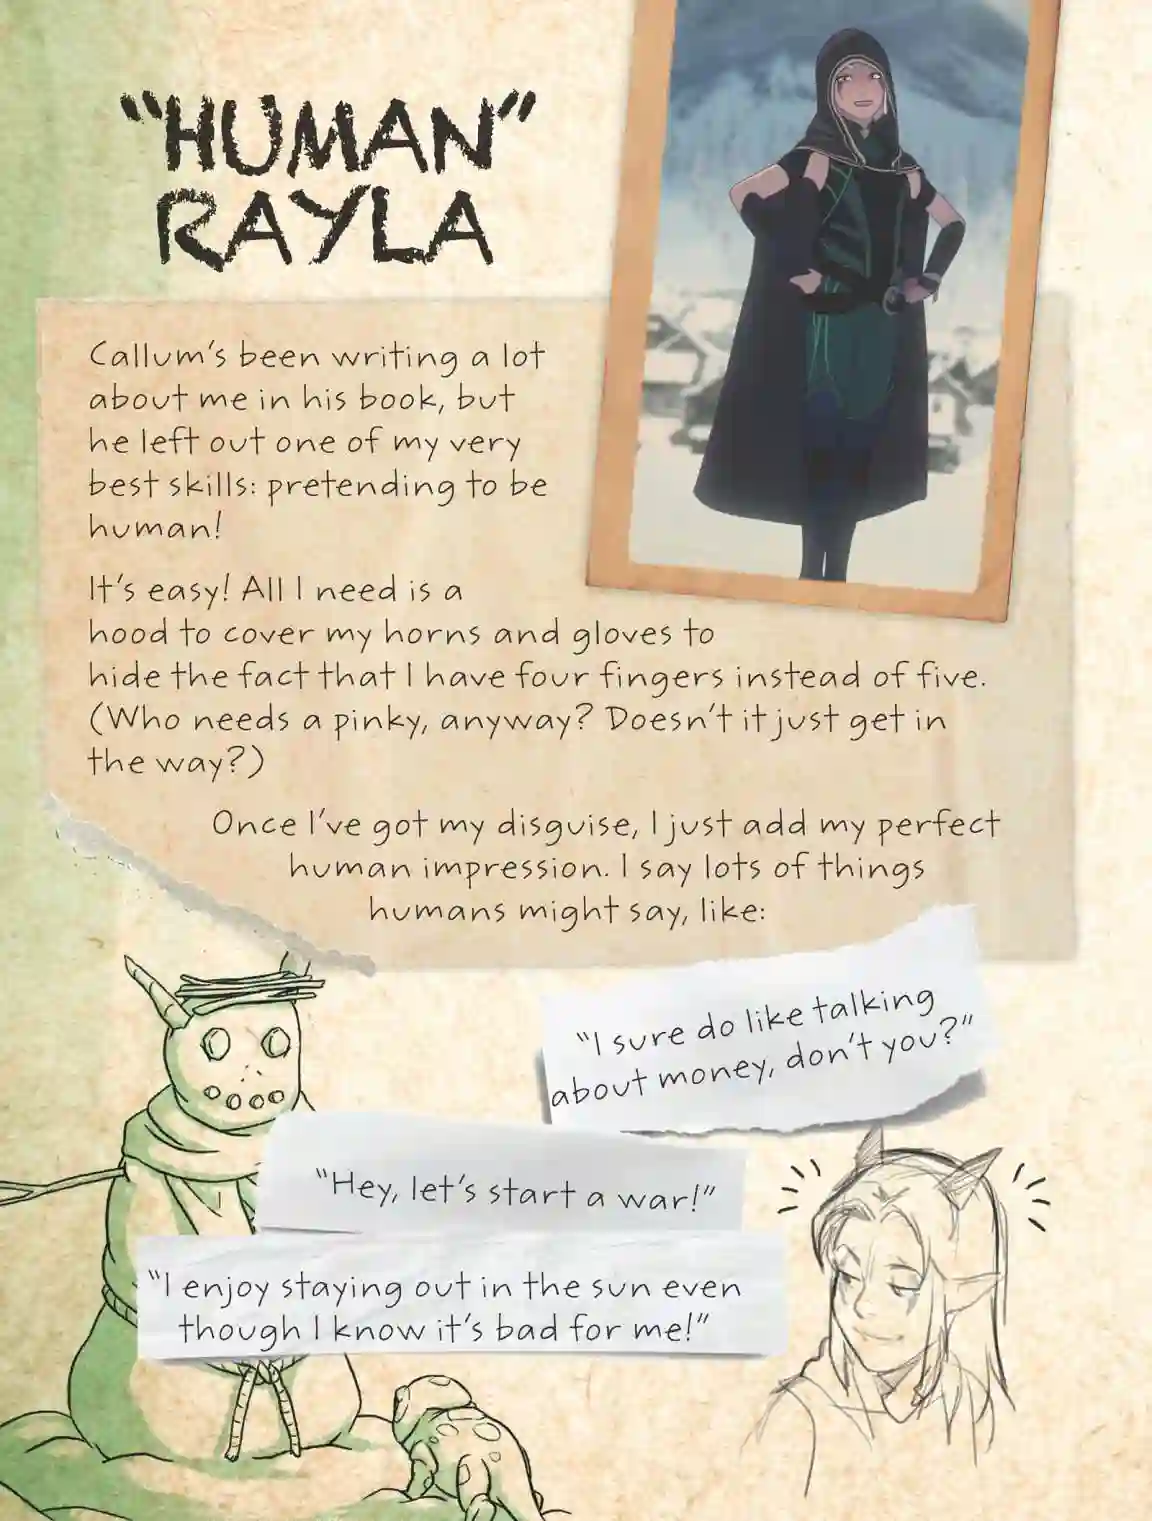 “HUMAN”
RAYLA
Callum’s been writing a lot
about me in his book, but
he left out one of my very
best skills: pretending to be
human!
It’s easy! All I need is a
hood to cover my horns and gloves to
hide the fact that I have four fingers instead of five.
(Who needs a pinky, anyway? Doesn’t it just get in
the way?)
Once I’ve got my disguise, I just add my perfect
human impression. I say lots of things
humans might say, like:
“I sure do like talking
about money, don’t you?”
“Hey, let’s start a war!”
“I enjoy staying out in the sun even
though I know it’s bad for me!”